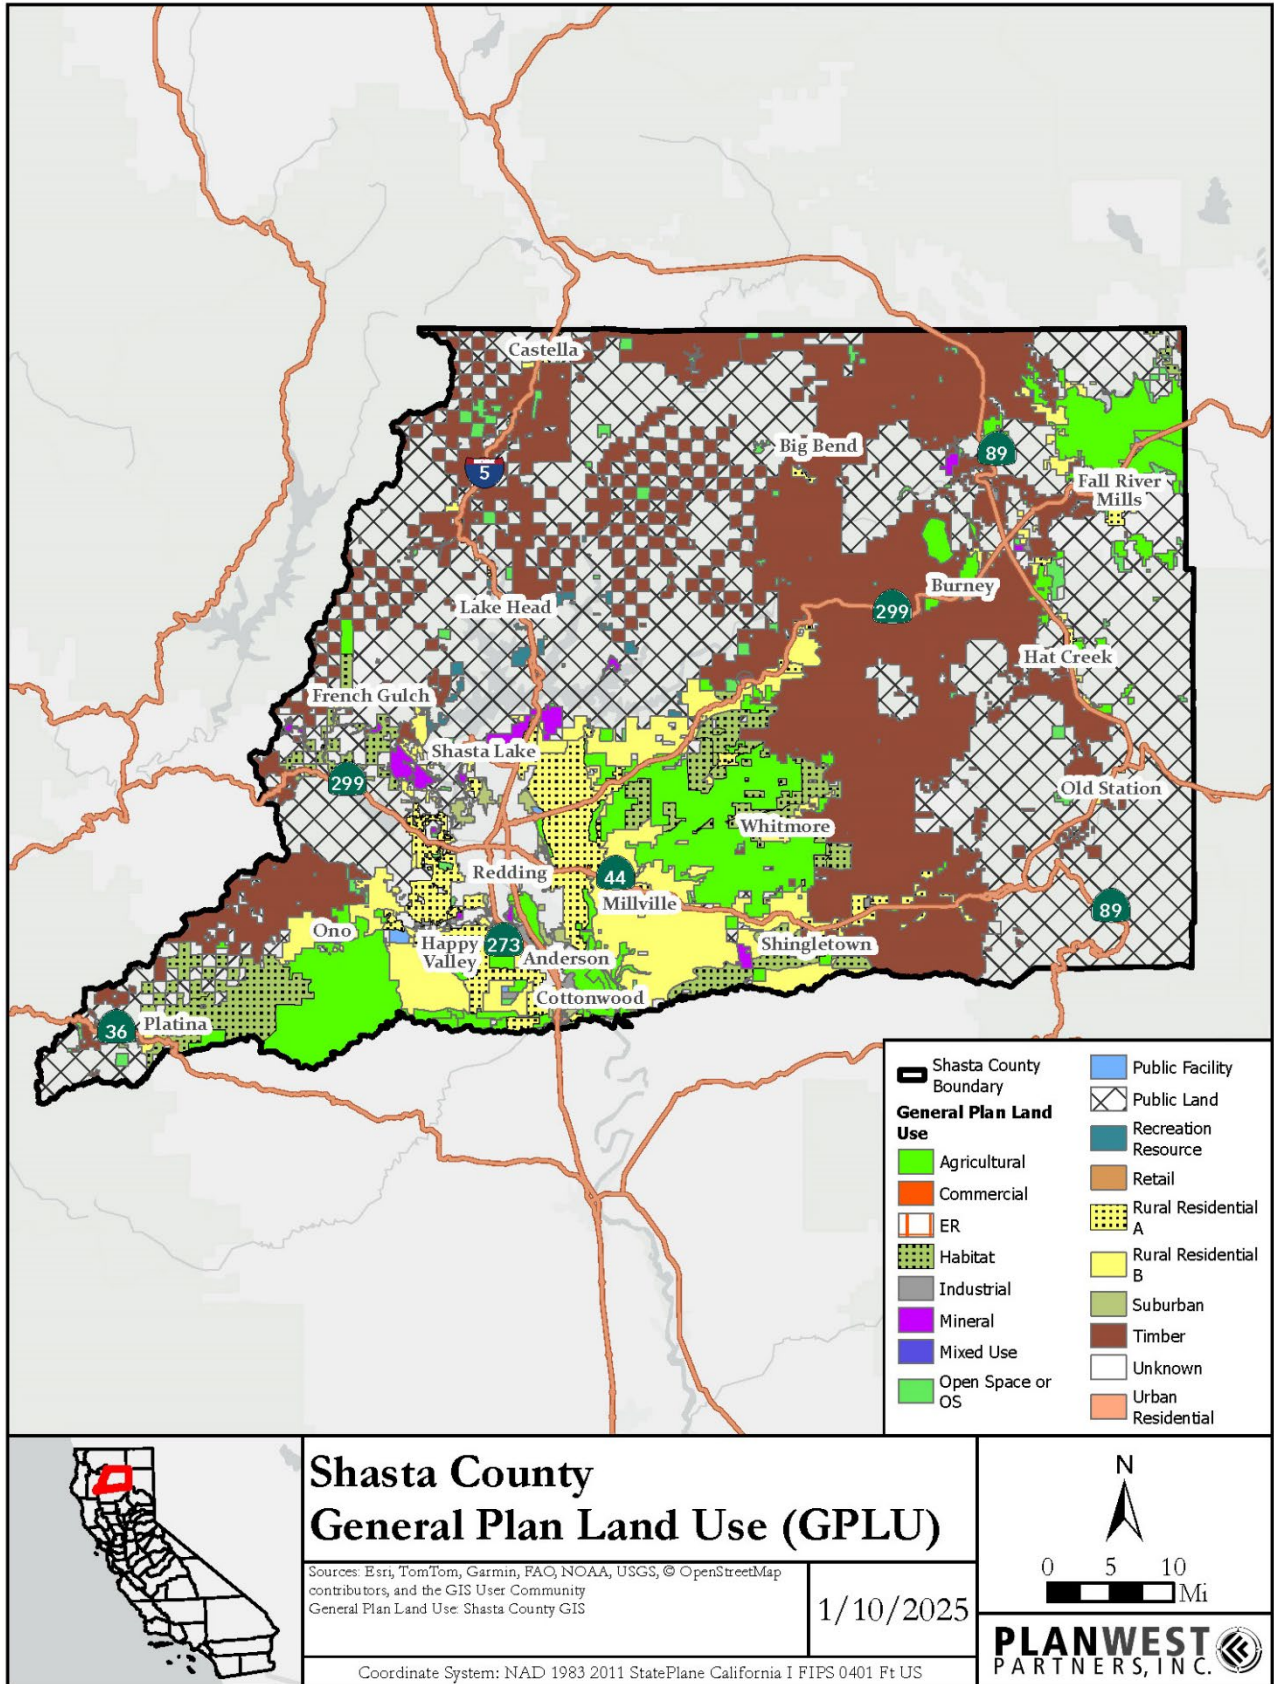 Castella
Big Bend
89
5
Fall River
Mills
Burney
299
Lake Head
Hat Creek
French Gulch
Shasta Lake
299
Old Station
Whitmore
Redding
44
Millville
89
Ono
Happy
Valley
273
Anderson
Shingletown
Cottonwood
36
Platina
Shasta County
Boundary
General Plan Land
Use
Agricultural
Commercial
ER
Habitat
Industrial
Mineral
Mixed Use
Open Space or
OS
Public Facility
Public Land
Recreation
Resource
Retail
Rural Residential
A
Rural Residential
B
Suburban
Timber
Unknown
Urban
Residential
Shasta County
General Plan Land Use (GPLU)
Sources: Esri, TomTom, Garmin, FAO, NOAA, USGS, © OpenStreetMap
contributors, and the GIS User Community
General Plan Land Use: Shasta County GIS
1/10/2025
Coordinate System: NAD 1983 2011 StatePlane California I FIPS 0401 Ft US
N
0 5 10
Mi
PLANWEST
PARTNERS, INC.